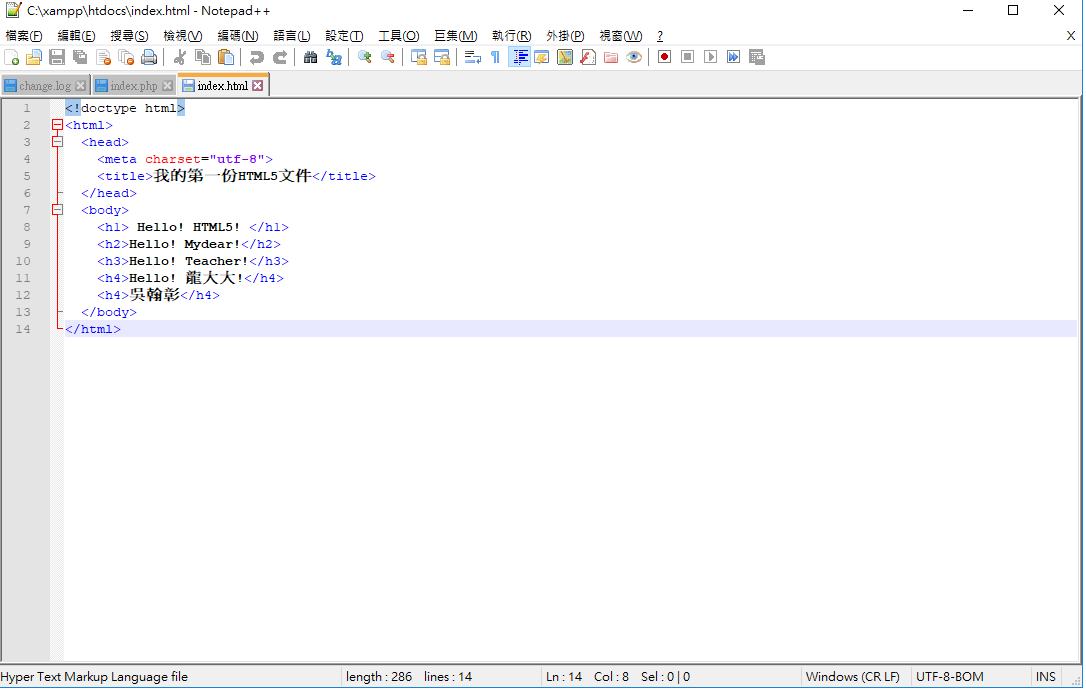 C:\xampp\htdocs\index.html - Notepad++
檔案(F) 編輯(E) 搜尋(S) 檢視(V) 編碼(N) 語言(L) 設定(T) 工具(O) 巨集(M) 執行(R) 外掛(P) 視窗(W) ? X
change.log index.php index.html
1 <!doctype html>
2 <html>
3 <head>
4 <meta charset="utf-8">
5 <title>我的第一份HTML5文件</title>
6 </head>
7 <body>
8 <h1> Hello! HTML5! </h1>
9 <h2>Hello! Mydear!</h2>
10 <h3>Hello! Teacher!</h3>
11 <h4>Hello! 龍大大!</h4>
12 <h4>吳翰彰</h4>
13 </body>
14 </html>
Hyper Text Markup Language file length : 286 lines : 14 Ln : 14 Col : 8 Sel : 0 | 0 Windows (CR LF) UTF-8-BOM INS